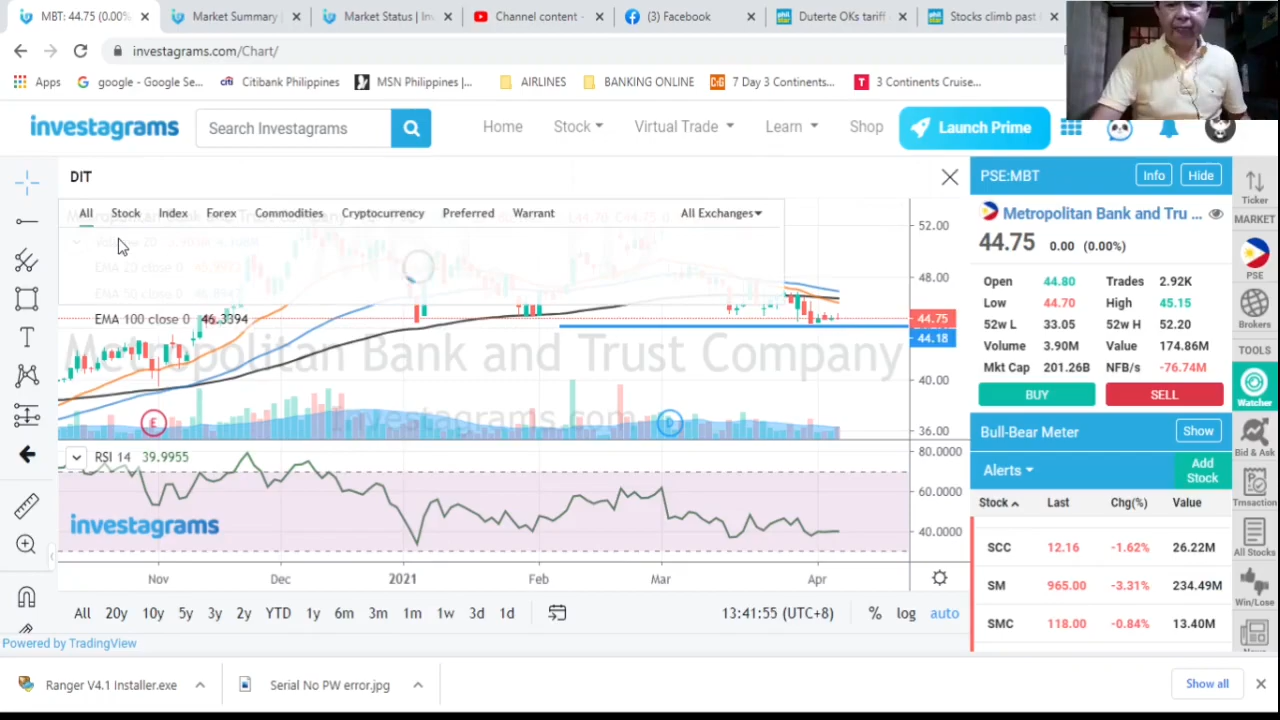 MBT: 44.75 (0.00%
Market Summary
Market Status | Inv
Channel content -
(3) Facebook
Duterte OKs tariff
Stocks climb past
investagrams.com/Chart/
Apps
google - Google Se...
Citibank Philippines
MSN Philippines |...
AIRLINES
BANKING ONLINE
7 Day 3 Continents...
3 Continents Cruise...
investagrams
Search Investagrams
Home
Stock
Virtual Trade
Learn
Shop
Launch Prime
DIT
All
Stock
Index
Forex
Commodities
Cryptocurrency
Preferred
Warrant
All Exchanges
EMA 20 close 0
EMA 50 close 0
EMA 100 close 0 46.3394
Metropolitan Bank and Trust Company
investagrams.com
E
D
52.00
48.00
44.75
44.18
40.00
36.00
RSI 14 39.9955
80.0000
60.0000
40.0000
investagrams
Nov
Dec
2021
Feb
Mar
Apr
All 20y 10y 5y 3y 2y YTD 1y 6m 3m 1m 1w 3d 1d
13:41:55 (UTC+8)
% log auto
Powered by TradingView
PSE:MBT
Info
Hide
Metropolitan Bank and Tru ...
44.75 0.00 (0.00%)
Open 44.80 Trades 2.92K
Low 44.70 High 45.15
52w L 33.05 52w H 52.20
Volume 3.90M Value 174.86M
Mkt Cap 201.26B NFB/s -76.74M
BUY
SELL
Bull-Bear Meter
Show
Alerts
Add
Stock
Stock Last Chg(%) Value
SCC 12.16 -1.62% 26.22M
SM 965.00 -3.31% 234.49M
SMC 118.00 -0.84% 13.40M
Ticker
MARKET
PSE
Brokers
TOOLS
Watcher
Bid & Ask
Trnsaction
All Stocks
Win/Lose
Ranger V4.1 Installer.exe
Serial No PW error.jpg
Show all